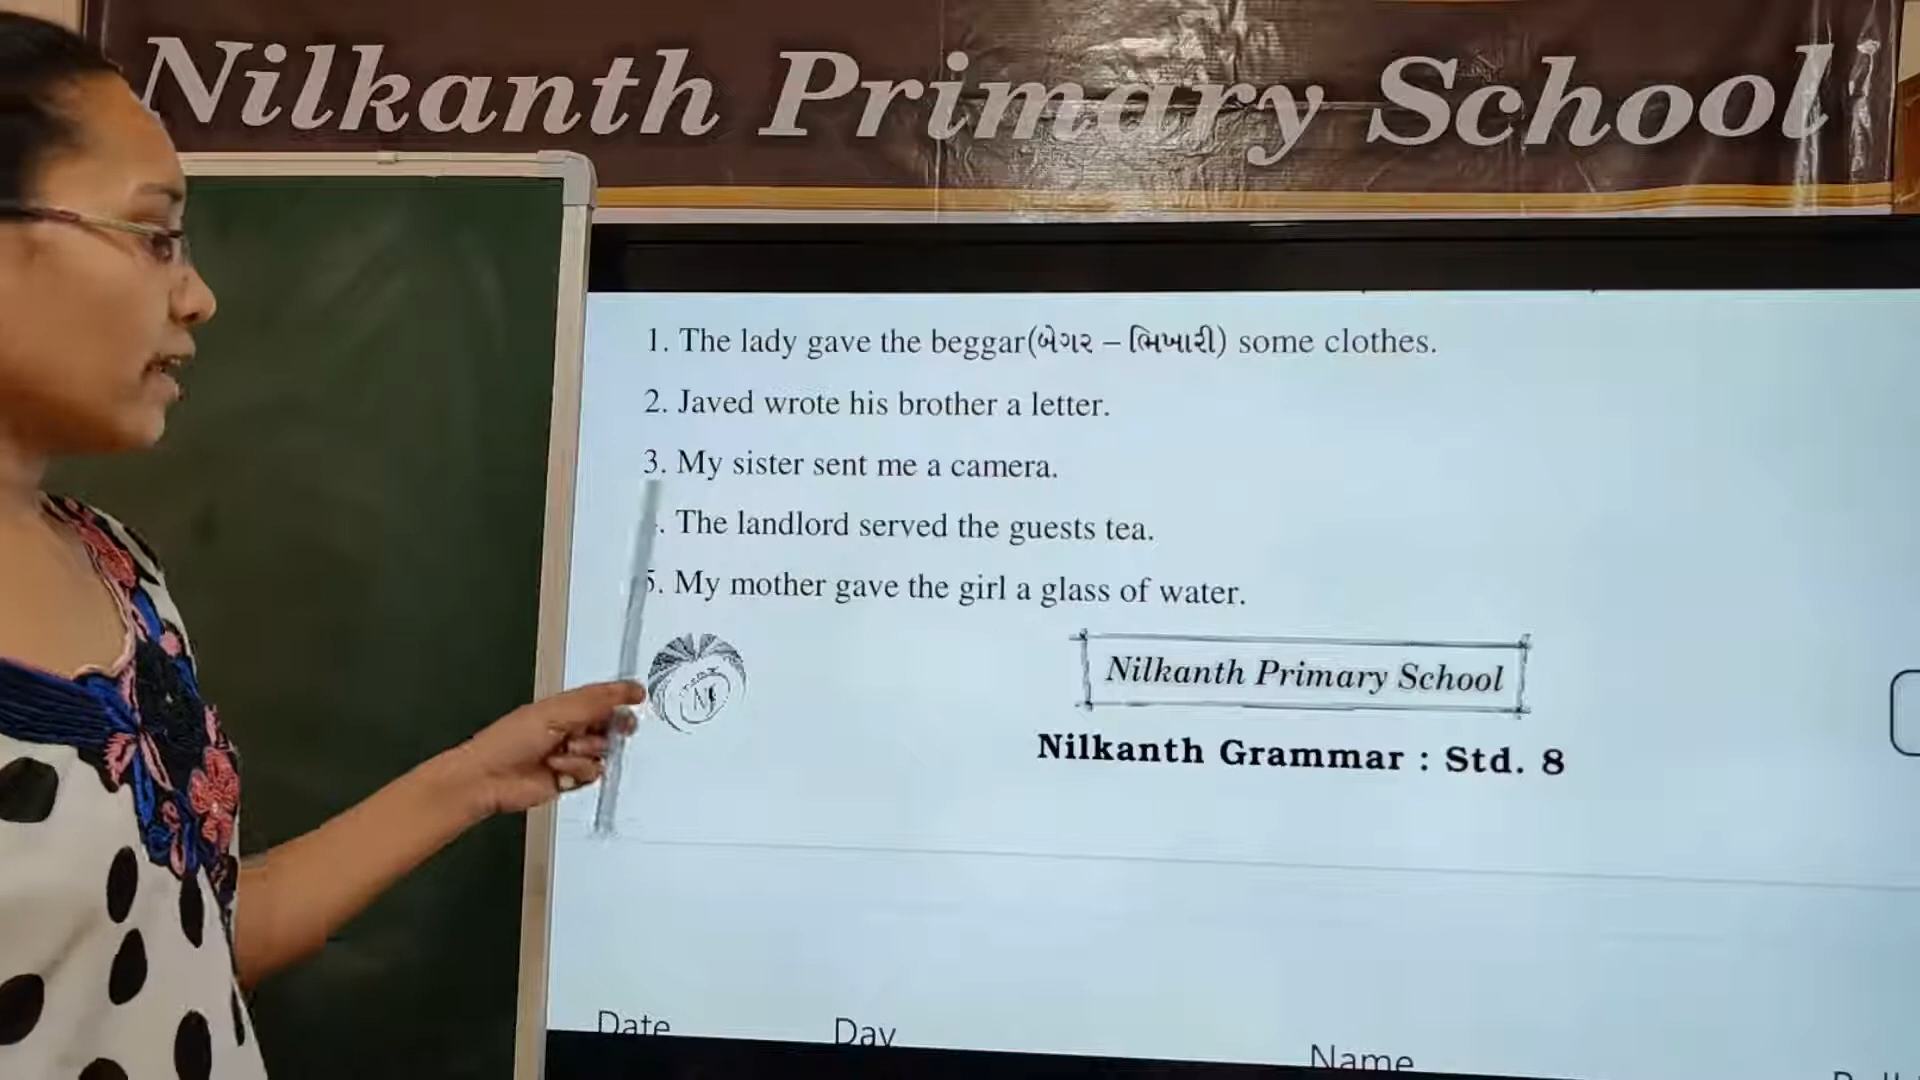 Nilkanth Primary School
1. The lady gave the beggar(બેગર – ભિખારી) some clothes.
2. Javed wrote his brother a letter.
3. My sister sent me a camera.
. The landlord served the guests tea.
5. My mother gave the girl a glass of water.
Nilkanth Primary School
Nilkanth Grammar : Std. 8
Date Day Name